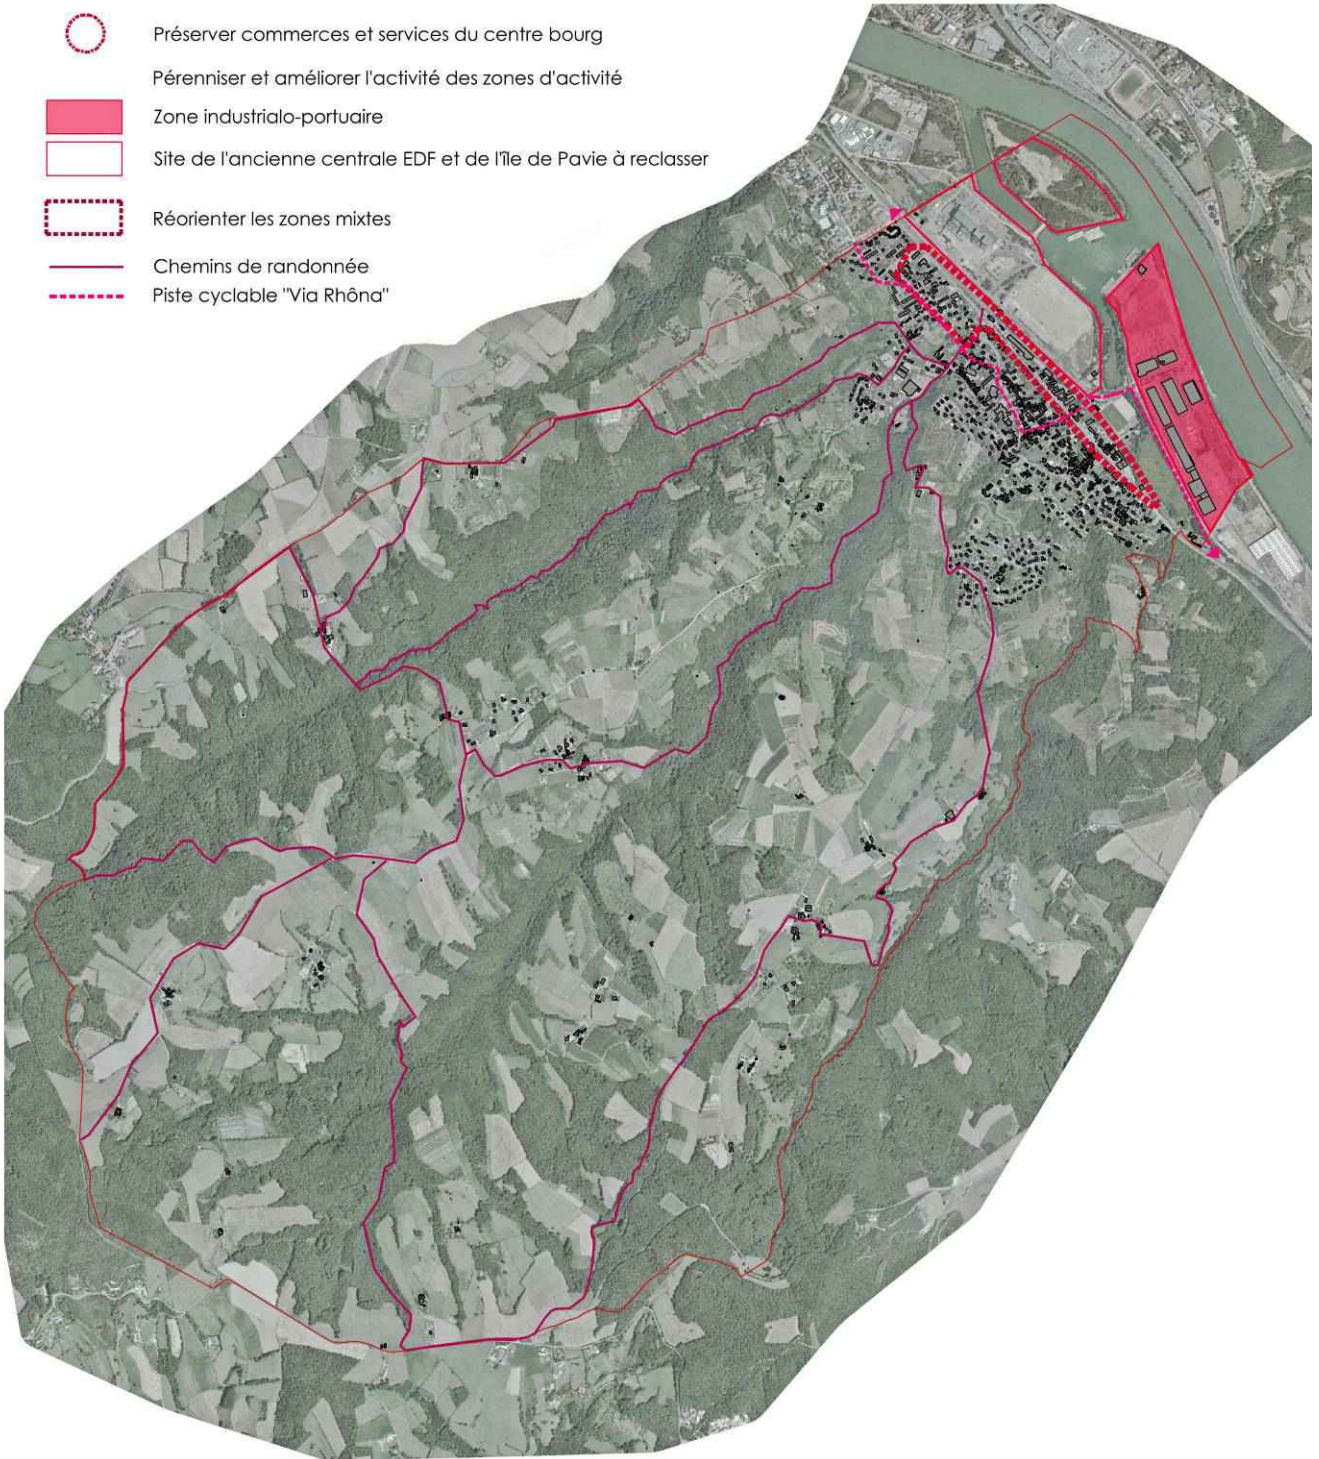 Préserver commerces et services du centre bourg
Pérenniser et améliorer l'activité des zones d'activité
Zone industrialo-portuaire
Site de l'ancienne centrale EDF et de l'île de Pavie à reclasser
Réorienter les zones mixtes
Chemins de randonnée
Piste cyclable "Via Rhôna"